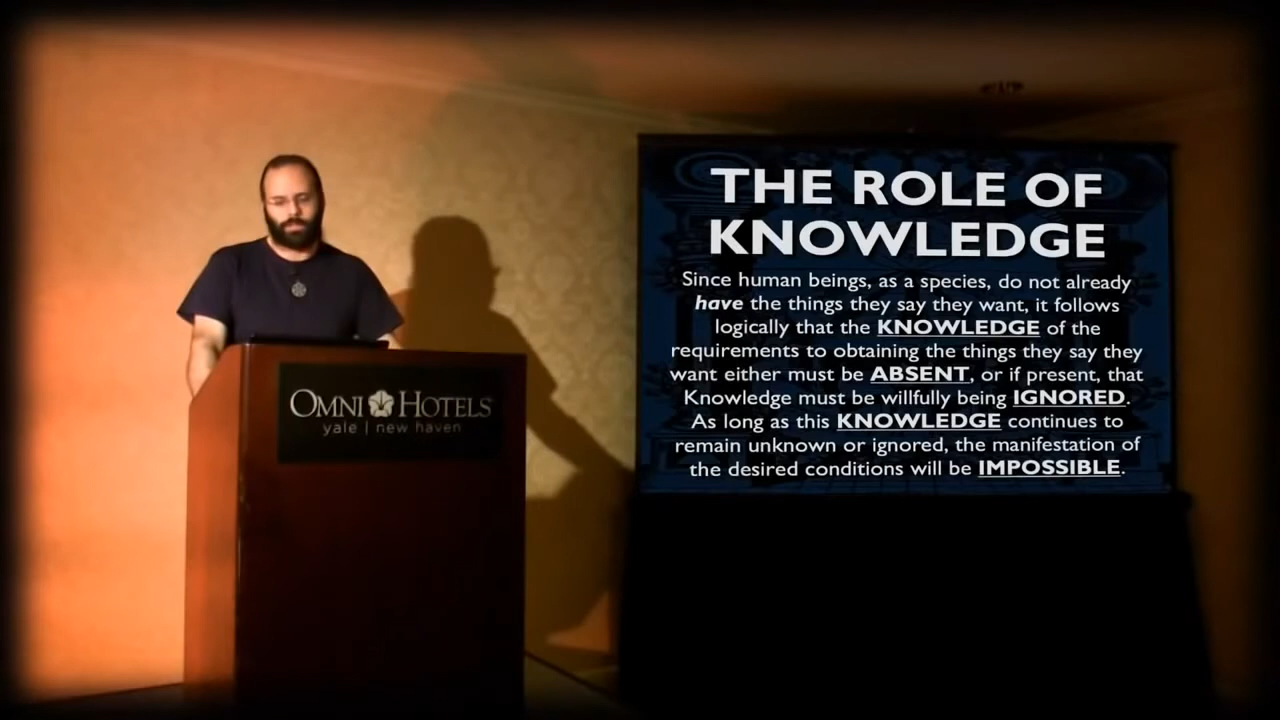 OMNI HOTELS
yale | new haven
THE ROLE OF
KNOWLEDGE
Since human beings, as a species, do not already
have the things they say they want, it follows
logically that the KNOWLEDGE of the
requirements to obtaining the things they say they
want either must be ABSENT, or if present, that
Knowledge must be willfully being IGNORED.
As long as this KNOWLEDGE continues to
remain unknown or ignored, the manifestation of
the desired conditions will be IMPOSSIBLE.